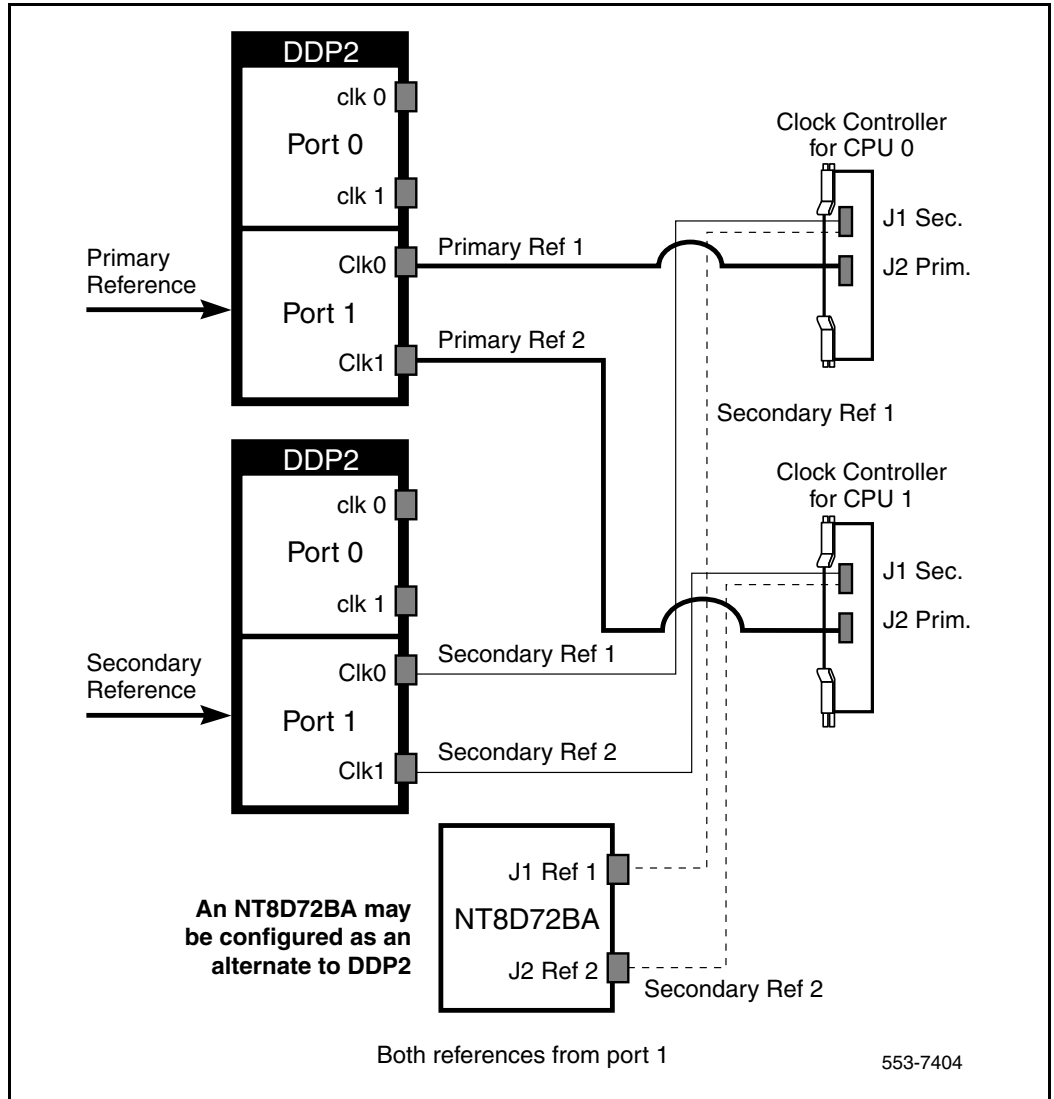 DDP2
clk 0
Port 0
clk 1
Primary
Reference
Clk0
Port 1
Clk1
Primary Ref 1
Primary Ref 2
Clock Controller
for CPU 0
J1 Sec.
J2 Prim.
Secondary Ref 1
DDP2
clk 0
Port 0
clk 1
Secondary
Reference
Clk0
Port 1
Clk1
Secondary Ref 1
Secondary Ref 2
Clock Controller
for CPU 1
J1 Sec.
J2 Prim.
An NT8D72BA may
be configured as an
alternate to DDP2
J1 Ref 1
NT8D72BA
J2 Ref 2
Secondary Ref 2
Both references from port 1
553-7404